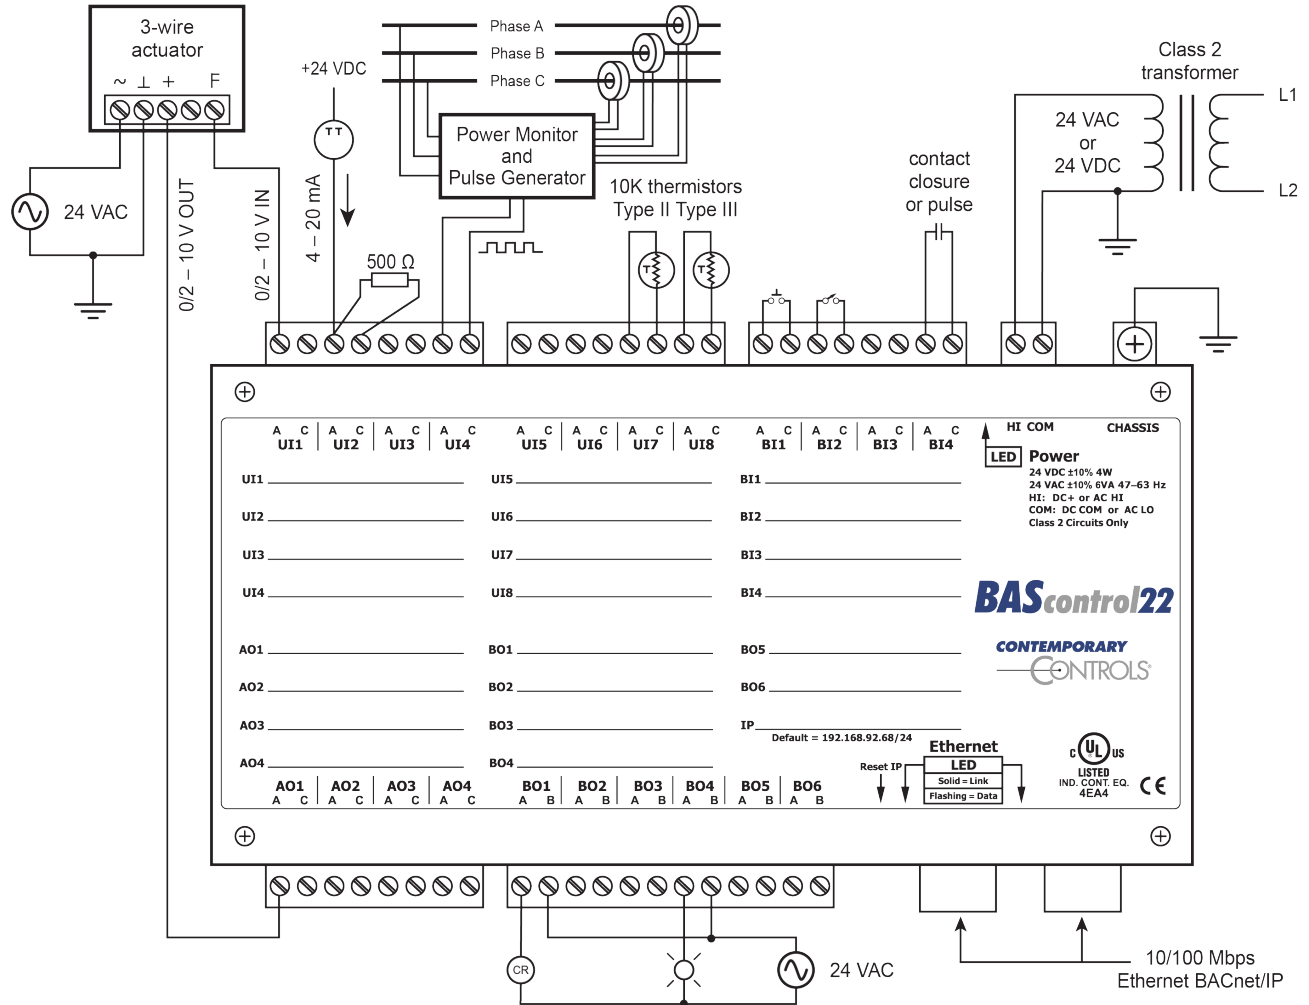 3-wire
actuator
~ ⊥ + F
24 VAC
0/2 – 10 V OUT
0/2 – 10 V IN
+24 VDC
TT
4 – 20 mA
500 Ω
Phase A
Phase B
Phase C
Power Monitor
and
Pulse Generator
10K thermistors
Type II Type III
T T
contact
closure
or pulse
24 VAC
or
24 VDC
Class 2
transformer
L1
L2
A C A C A C A C
UI1 UI2 UI3 UI4
A C A C A C A C
UI5 UI6 UI7 UI8
A C A C A C A C
BI1 BI2 BI3 BI4
HI COM
CHASSIS
LED Power
24 VDC ±10% 4W
24 VAC ±10% 6VA 47–63 Hz
HI: DC+ or AC HI
COM: DC COM or AC LO
Class 2 Circuits Only
UI1 UI5 BI1
UI2 UI6 BI2
UI3 UI7 BI3
UI4 UI8 BI4
BAScontrol22
CONTEMPORARY
CONTROLS®
AO1 BO1 BO5
AO2 BO2 BO6
AO3 BO3 IP
Default = 192.168.92.68/24
AO4 BO4
Reset IP
Ethernet
LED
Solid = Link
Flashing = Data
C UL US
LISTED
IND. CONT. EQ.
4EA4
CE
AO1 AO2 AO3 AO4
A C A C A C A C
BO1 BO2 BO3 BO4 BO5 BO6
A B A B A B A B A B A B
CR
24 VAC
10/100 Mbps
Ethernet BACnet/IP